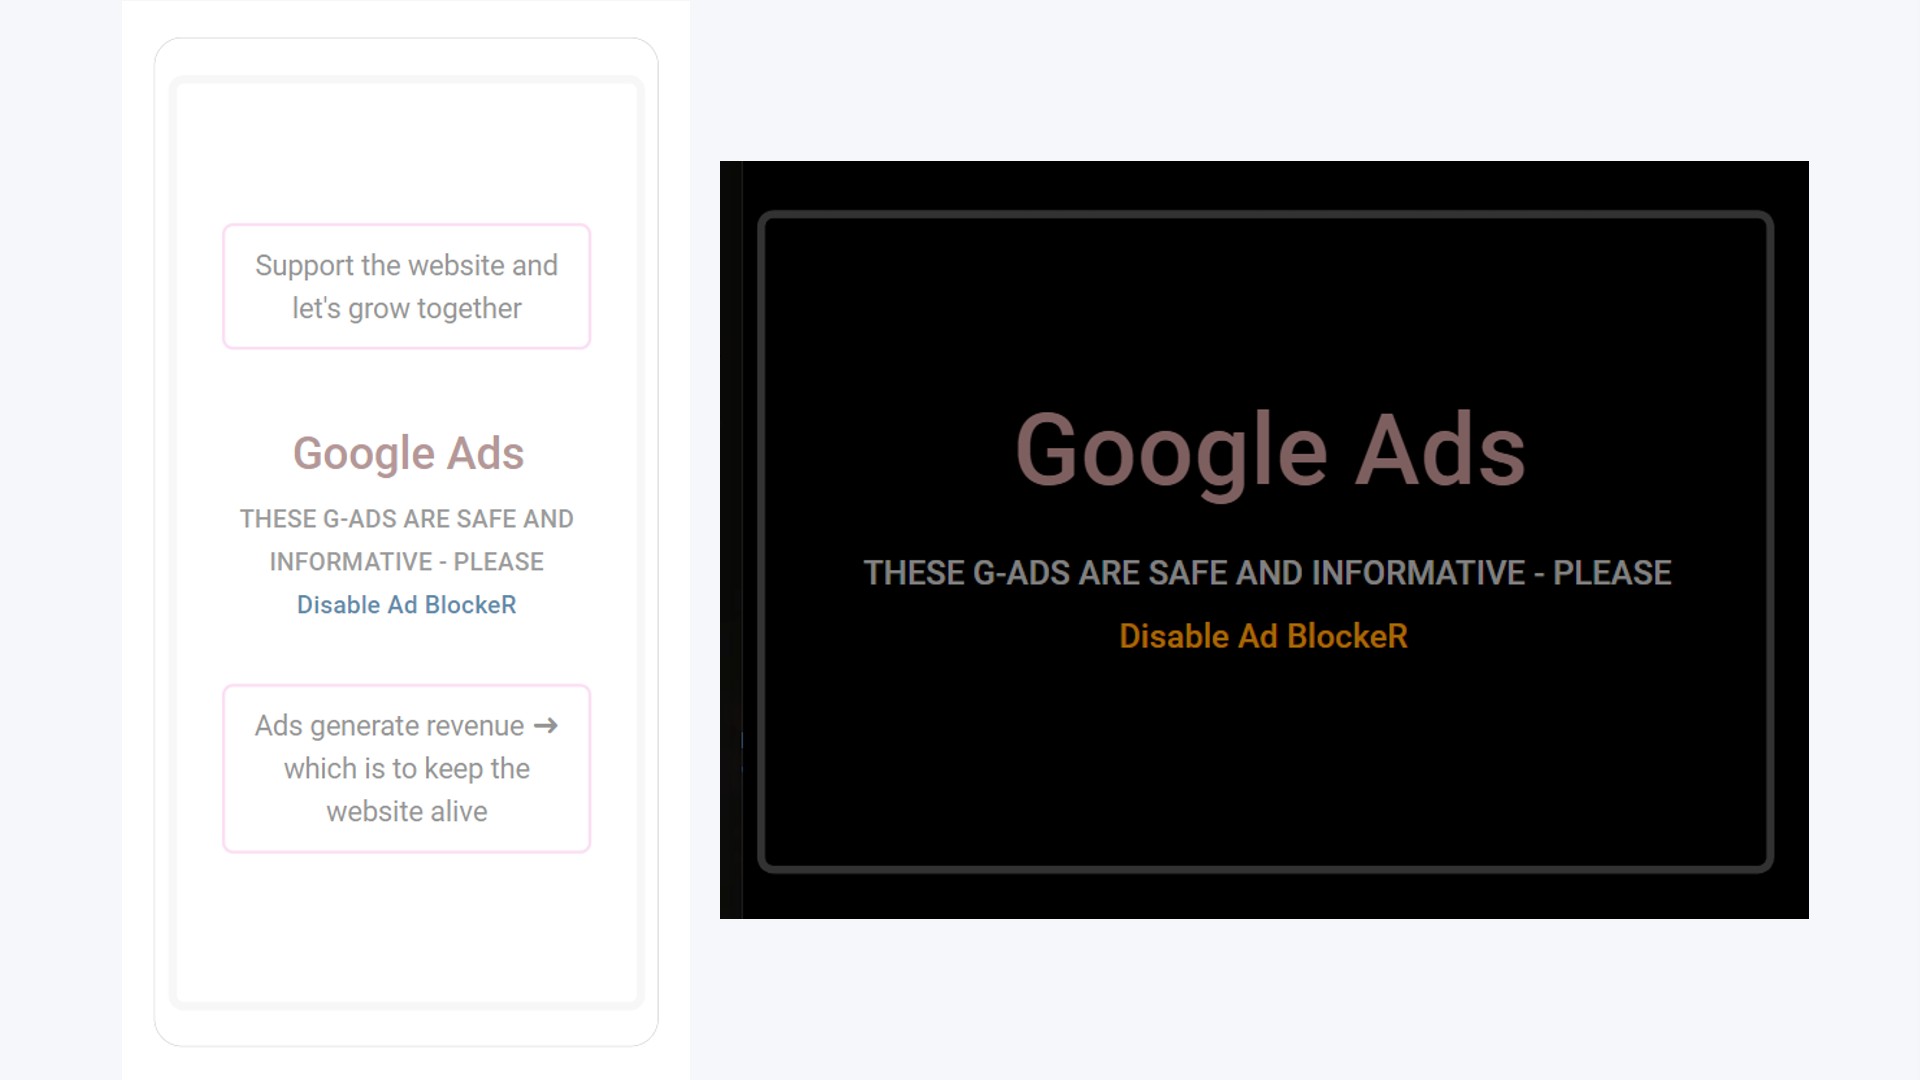 Support the website and
let's grow together
Google Ads
THESE G-ADS ARE SAFE AND
INFORMATIVE - PLEASE
Disable Ad BlockeR
Ads generate revenue ➜
which is to keep the
website alive
Google Ads
THESE G-ADS ARE SAFE AND INFORMATIVE - PLEASE
Disable Ad BlockeR